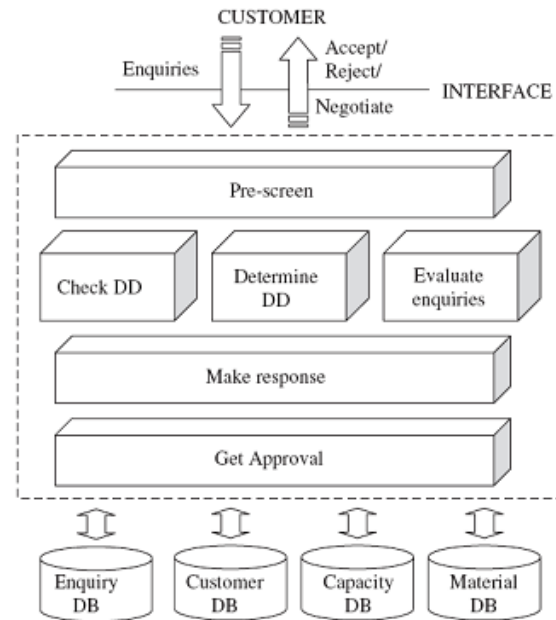 CUSTOMER
Enquiries
Accept/
Reject/
Negotiate
INTERFACE
Pre-screen
Check DD
Determine
DD
Evaluate
enquiries
Make response
Get Approval
Enquiry
DB
Customer
DB
Capacity
DB
Material
DB